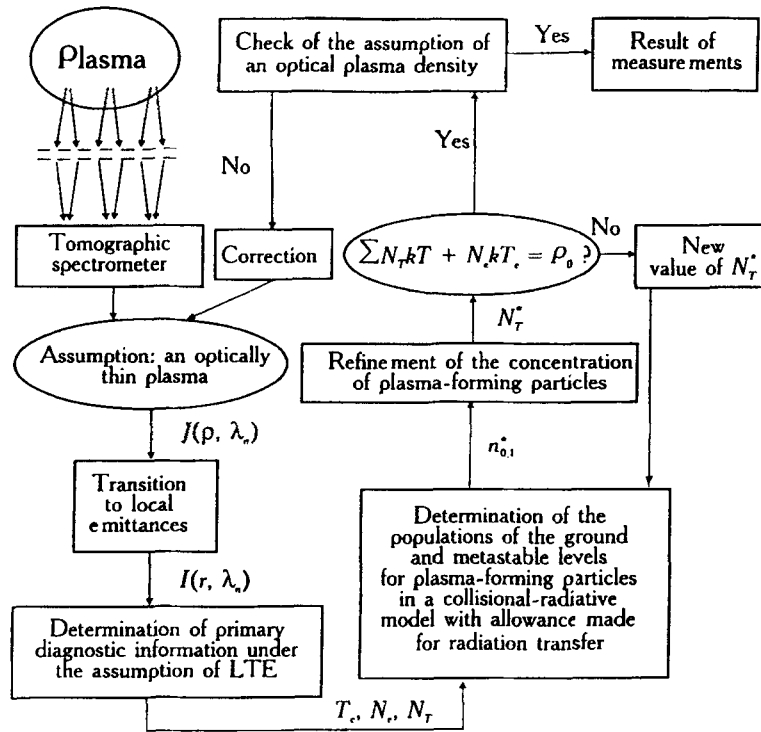 Plasma
Check of the assumption of
an optical plasma density
Yes
Result of
measurements
No
Yes
Tomographic
spectrometer
Correction
∑N_T kT + N_e kT_e = ρ_0 ?
No
New
value of N_T^*
Assumption: an optically
thin plasma
N_T^*
Refinement of the concentration
of plasma-forming particles
J(ρ, λ_n)
n_{0,1}^*
Transition
to local
emittances
Determination of the
populations of the ground
and metastable levels
for plasma-forming particles
in a collisional-radiative
model with allowance made
for radiation transfer
I(r, λ_n)
Determination of primary
diagnostic information under
the assumption of LTE
T_e, N_e, N_T